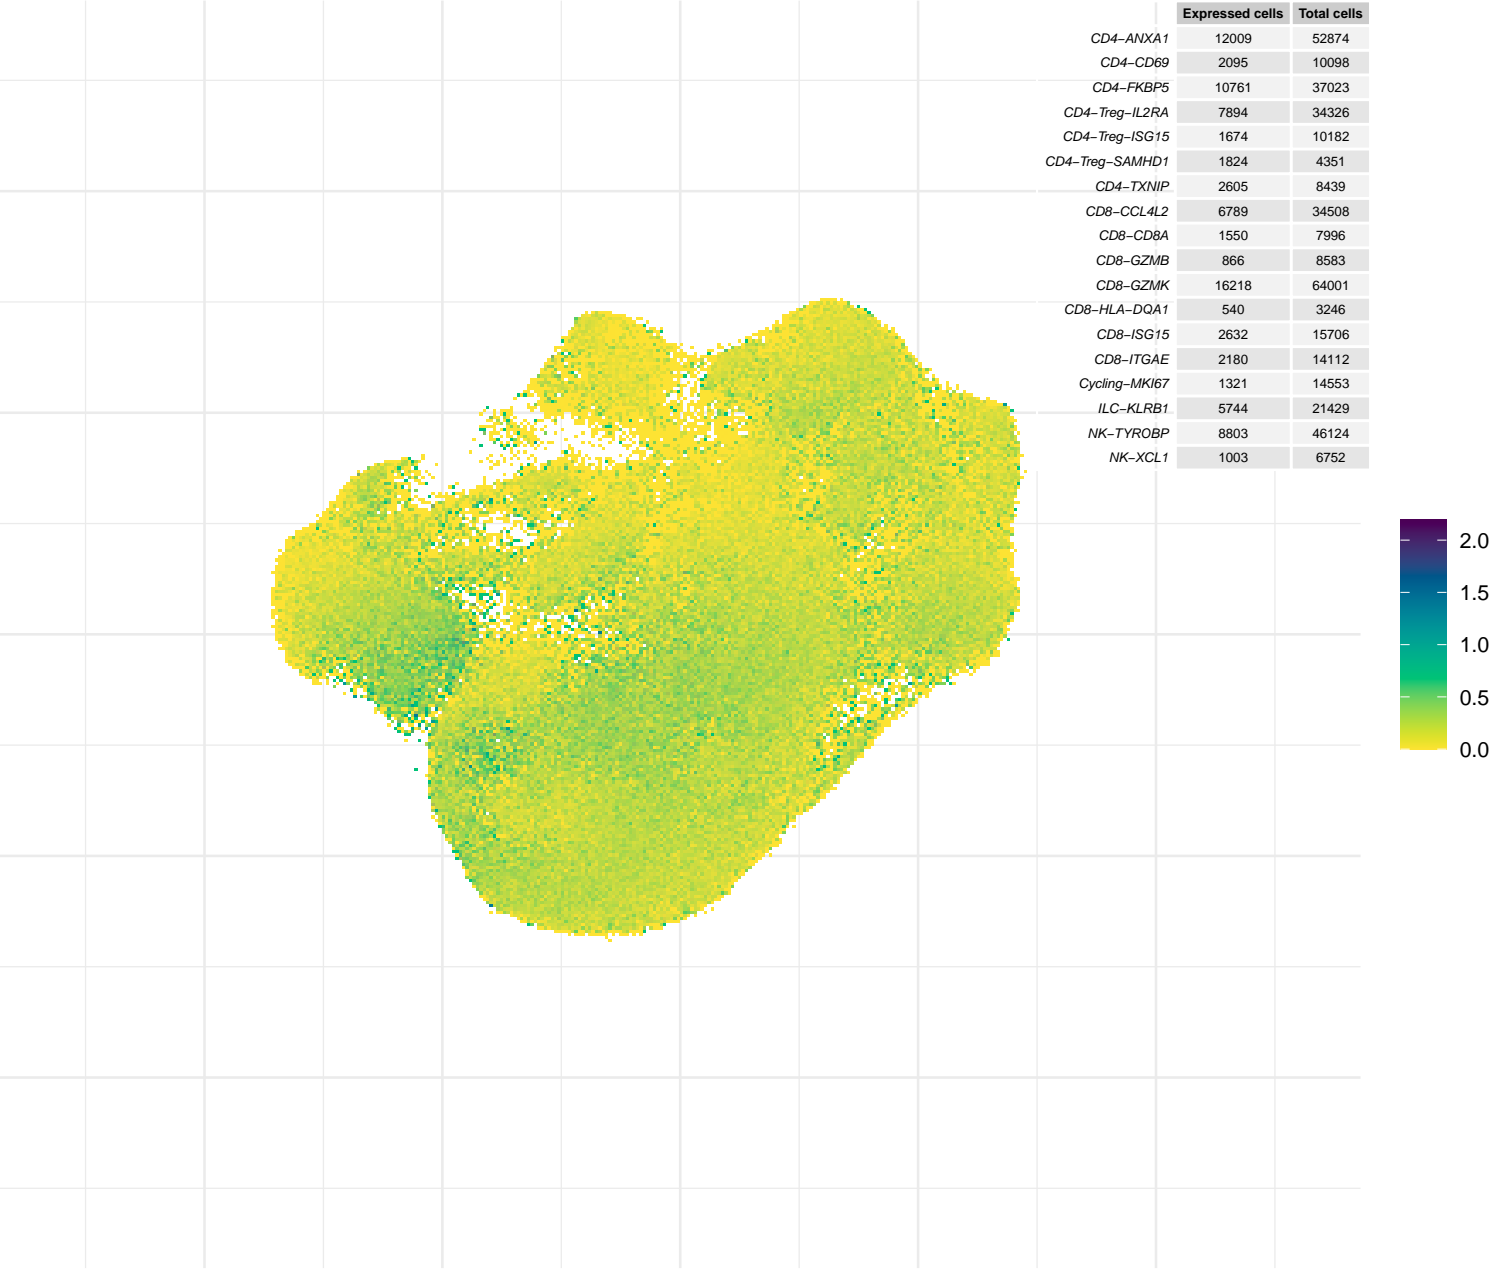 Expressed cells Total cells
CD4−ANXA1 12009 52874
CD4−CD69 2095 10098
CD4−FKBP5 10761 37023
CD4−Treg−IL2RA 7894 34326
CD4−Treg−ISG15 1674 10182
CD4−Treg−SAMHD1 1824 4351
CD4−TXNIP 2605 8439
CD8−CCL4L2 6789 34508
CD8−CD8A 1550 7996
CD8−GZMB 866 8583
CD8−GZMK 16218 64001
CD8−HLA−DQA1 540 3246
CD8−ISG15 2632 15706
CD8−ITGAE 2180 14112
Cycling−MKI67 1321 14553
ILC−KLRB1 5744 21429
NK−TYROBP 8803 46124
NK−XCL1 1003 6752
2.0
1.5
1.0
0.5
0.0